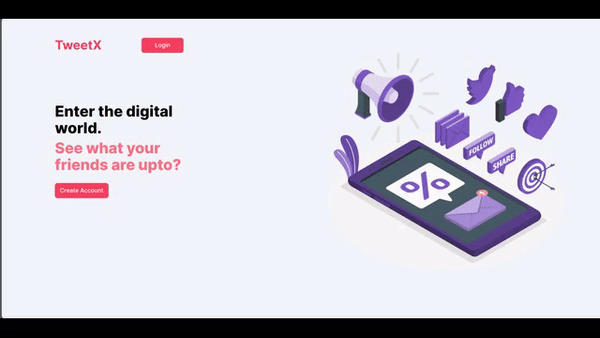 TweetX
Login
Enter the digital
world.
See what your
friends are upto?
Create Account
FOLLOW
SHARE
%